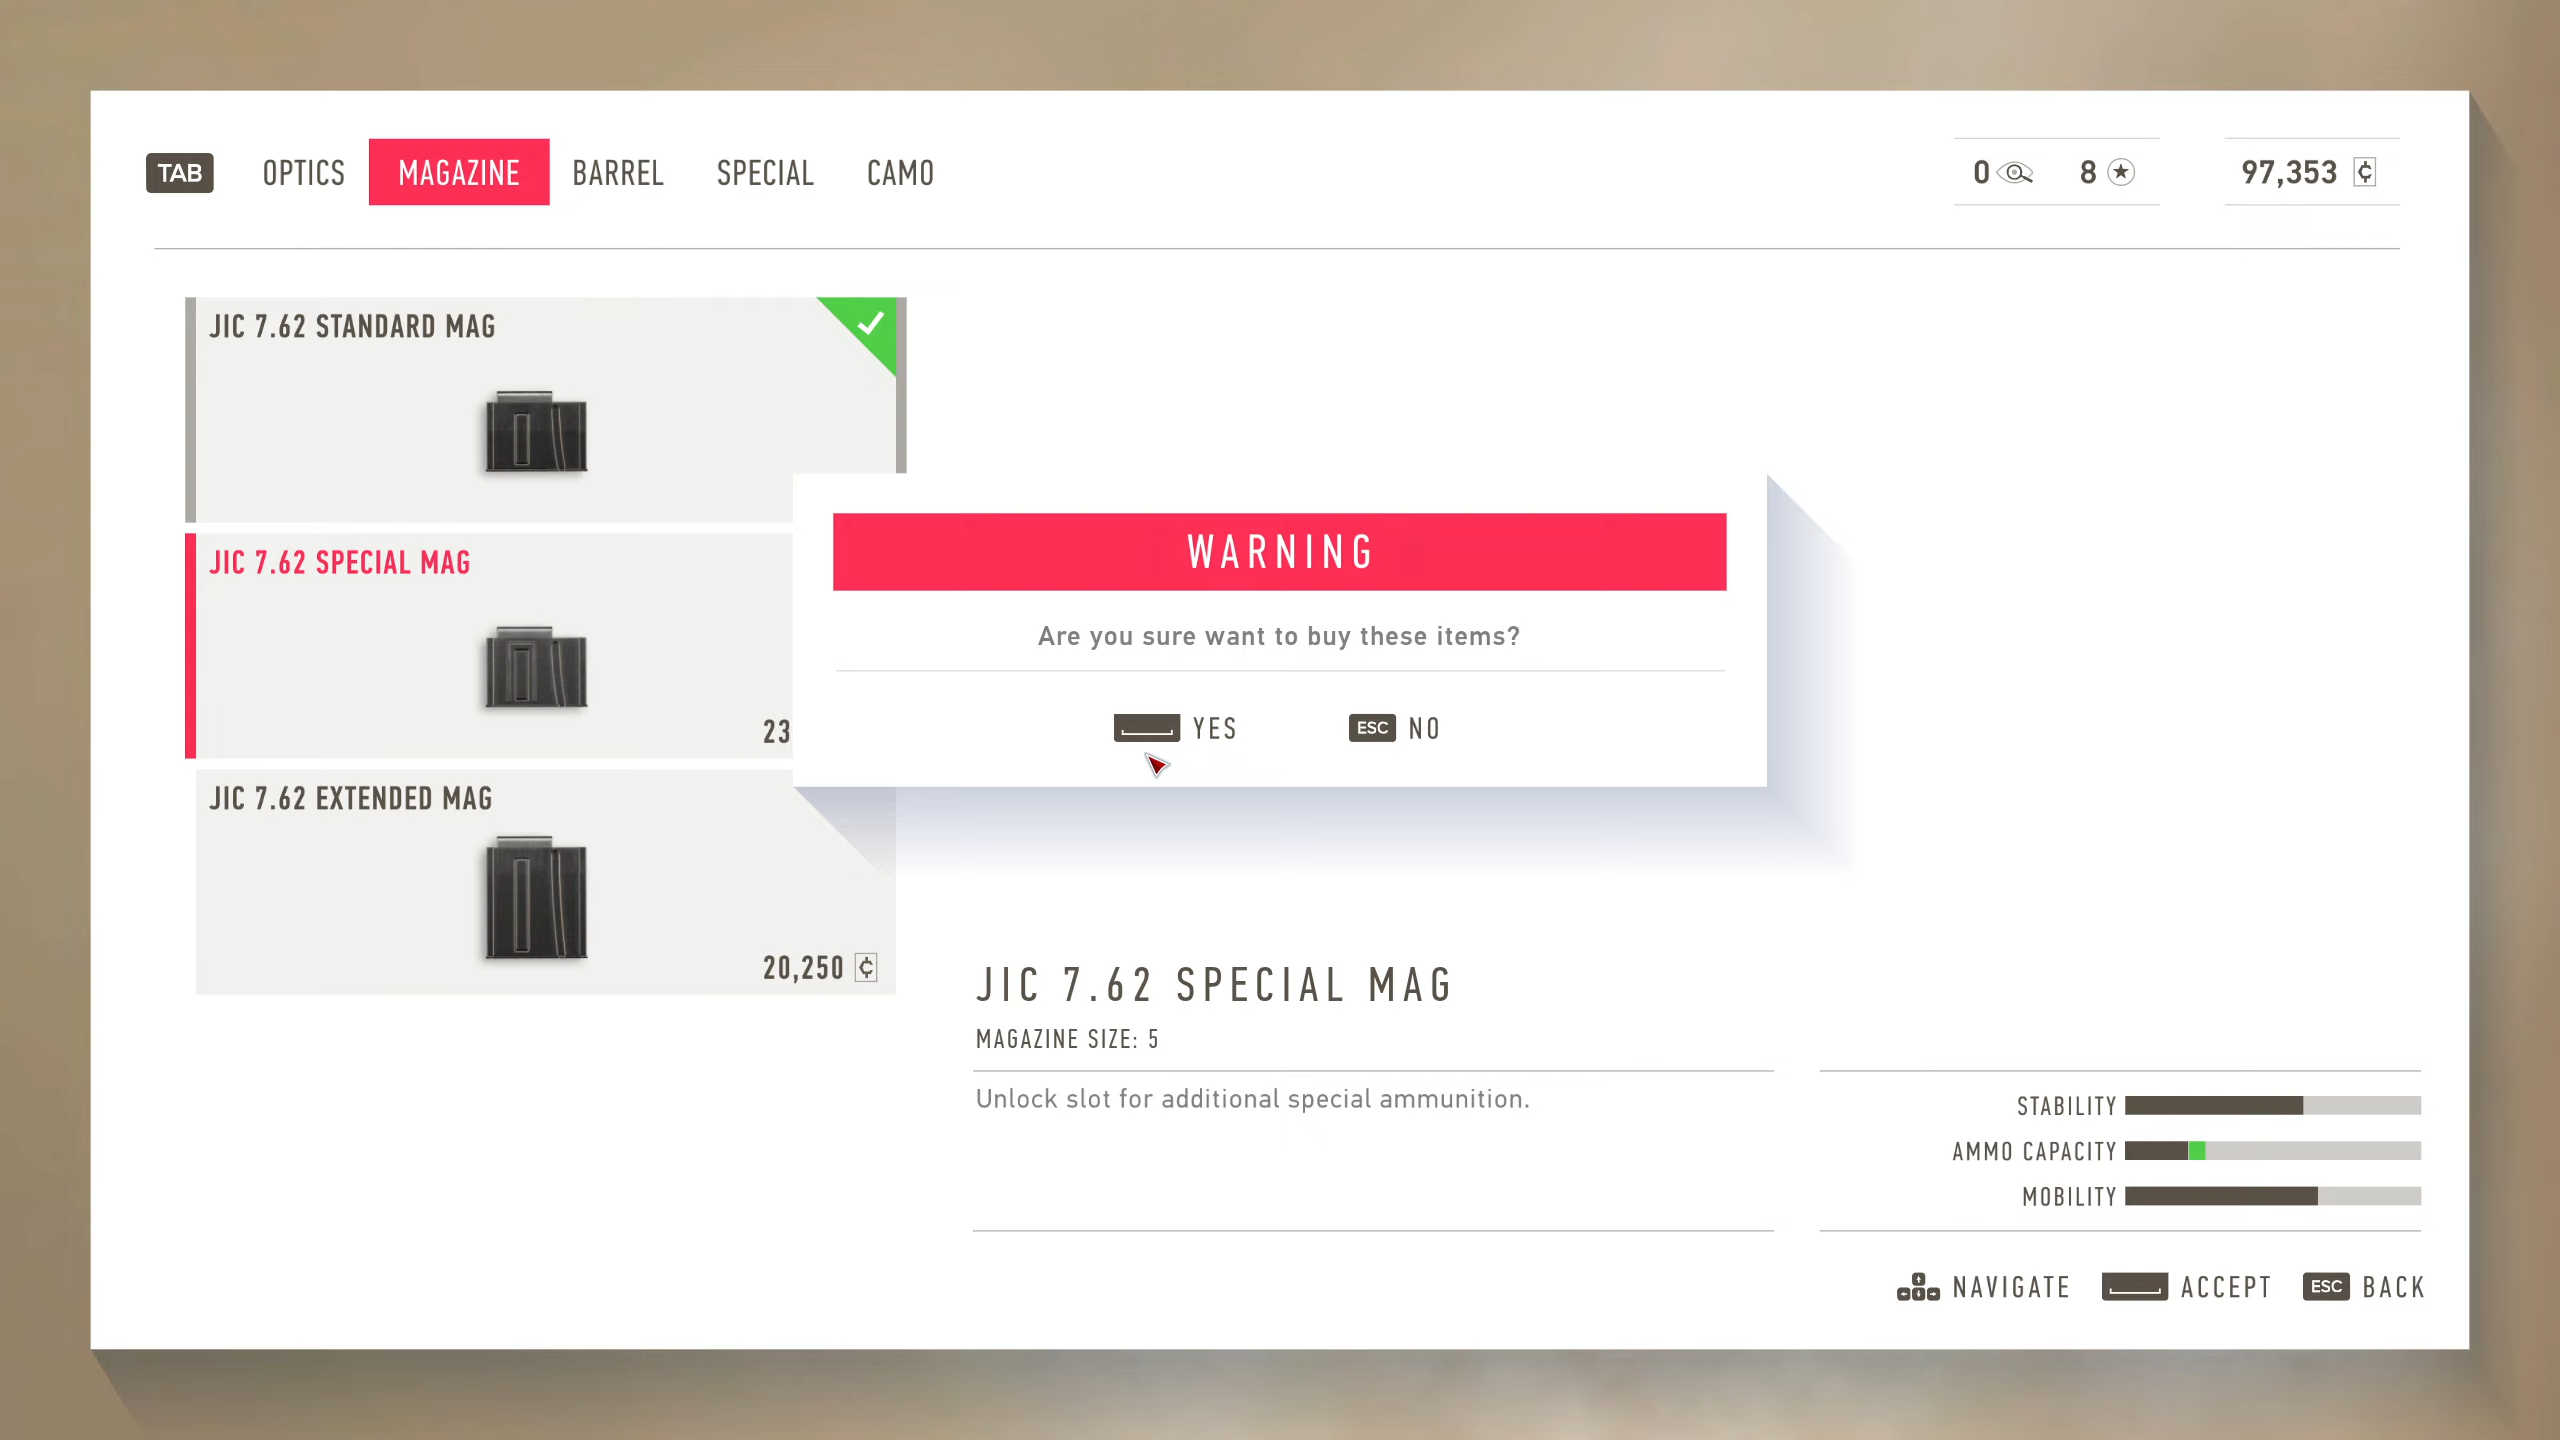 TAB OPTICS MAGAZINE BARREL SPECIAL CAMO 0 8 97,353 ¢
JIC 7.62 STANDARD MAG
JIC 7.62 SPECIAL MAG
23
JIC 7.62 EXTENDED MAG
20,250 ¢
WARNING
Are you sure want to buy these items?
YES ESC NO
JIC 7.62 SPECIAL MAG
MAGAZINE SIZE: 5
Unlock slot for additional special ammunition.
STABILITY
AMMO CAPACITY
MOBILITY
NAVIGATE ACCEPT ESC BACK